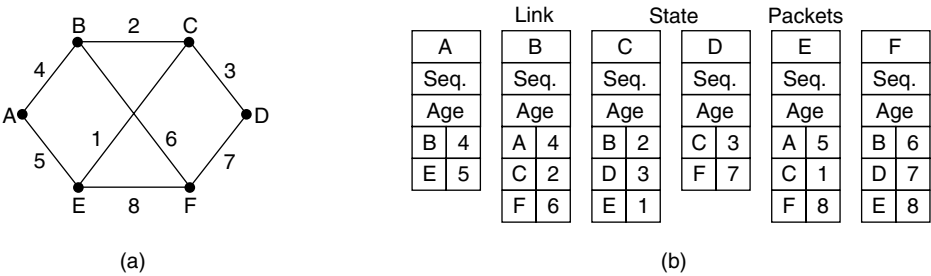 Link State Packets
B 2 C
4 3
A D
5 1 6 7
E 8 F
(a)
A B C D E F
Seq. Seq. Seq. Seq. Seq. Seq.
Age Age Age Age Age Age
B 4 A 4 B 2 C 3 A 5 B 6
E 5 C 2 D 3 F 7 C 1 D 7
F 6 E 1 F 8 E 8
(b)